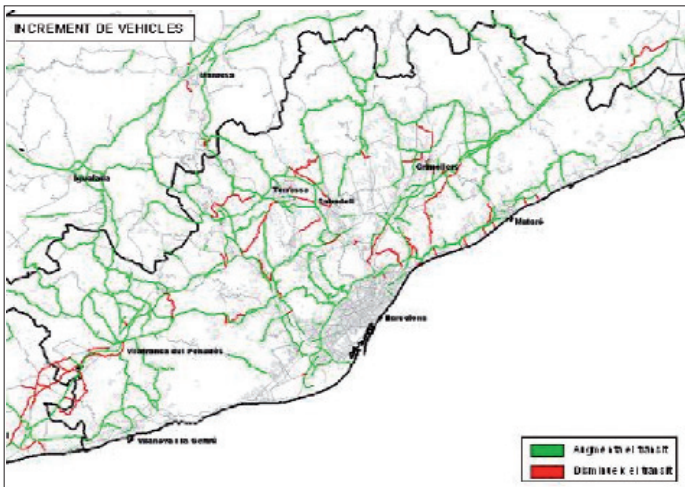 INCREMENT DE VEHICLES
Manresa
Igualada
Granollers
Terrassa
Sabadell
Mataró
Barcelona
Vilafranca del Penedès
Vilanova i la Geltrú
Augmenta el trànsit
Disminueix el trànsit